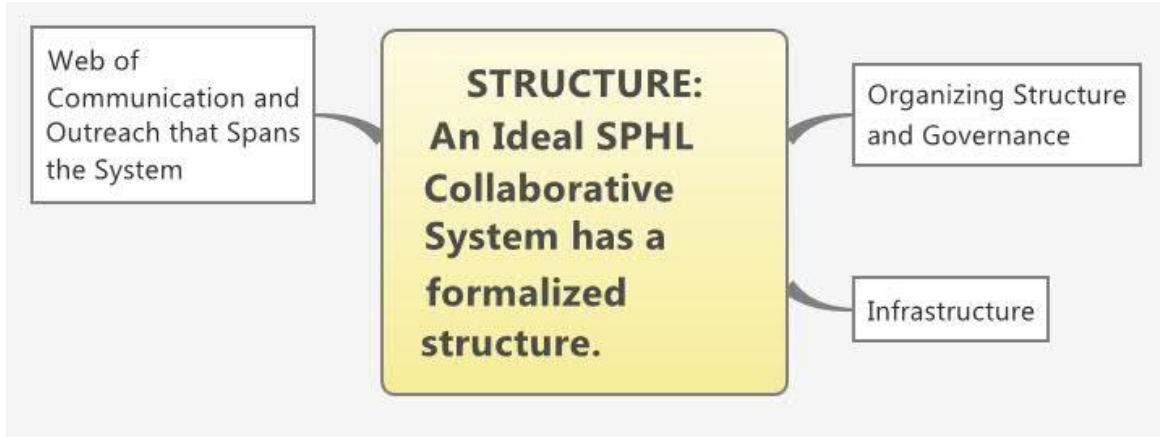 Web of
Communication and
Outreach that Spans
the System
STRUCTURE:
An Ideal SPHL
Collaborative
System has a
formalized
structure.
Organizing Structure
and Governance
Infrastructure